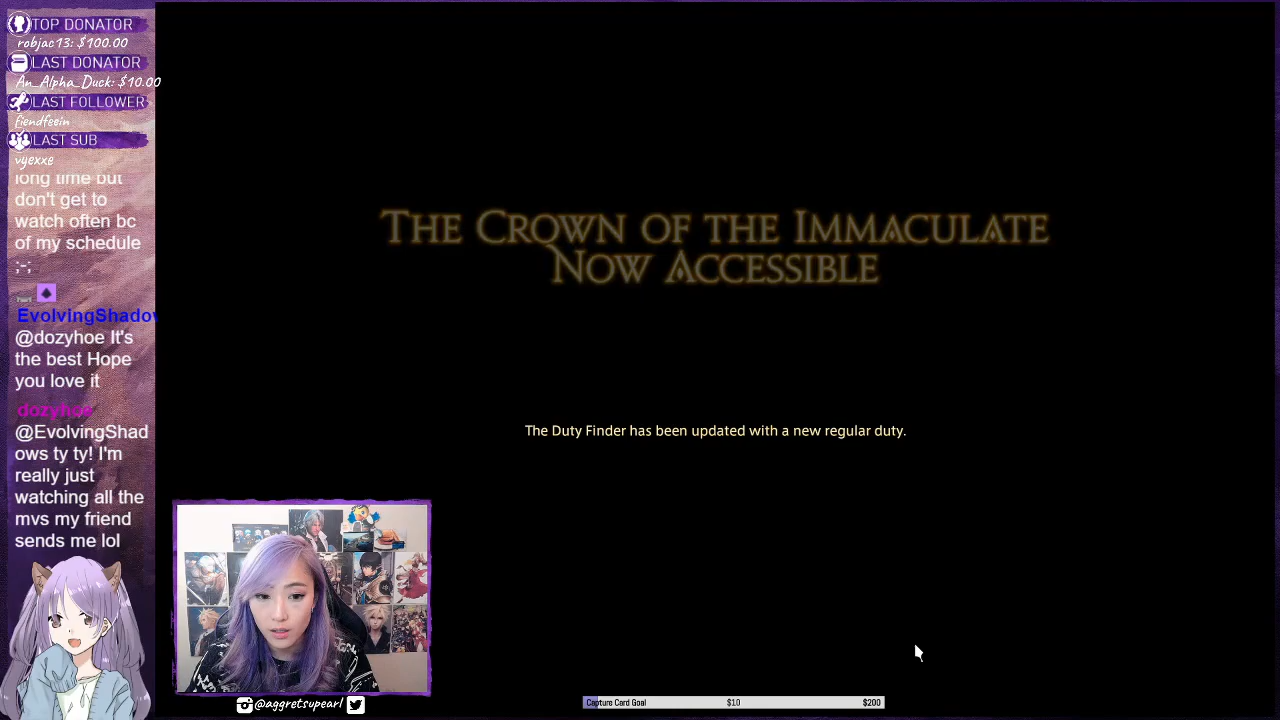 TOP DONATOR
robjac13: $100.00
LAST DONATOR
An_Alpha_Duck: $10.00
LAST FOLLOWER
fiendfsein
LAST SUB
vyexxe
long time but
don't get to
watch often bc
of my schedule
;-;
EvolvingShadow
@dozyhoe It's
the best Hope
you love it
dozyhoe
@EvolvingShad
ows ty ty! I'm
really just
watching all the
mvs my friend
sends me lol
THE CROWN OF THE IMMACULATE
NOW ACCESSIBLE
The Duty Finder has been updated with a new regular duty.
@aggretsupearl
Capture Card Goal $10 $200